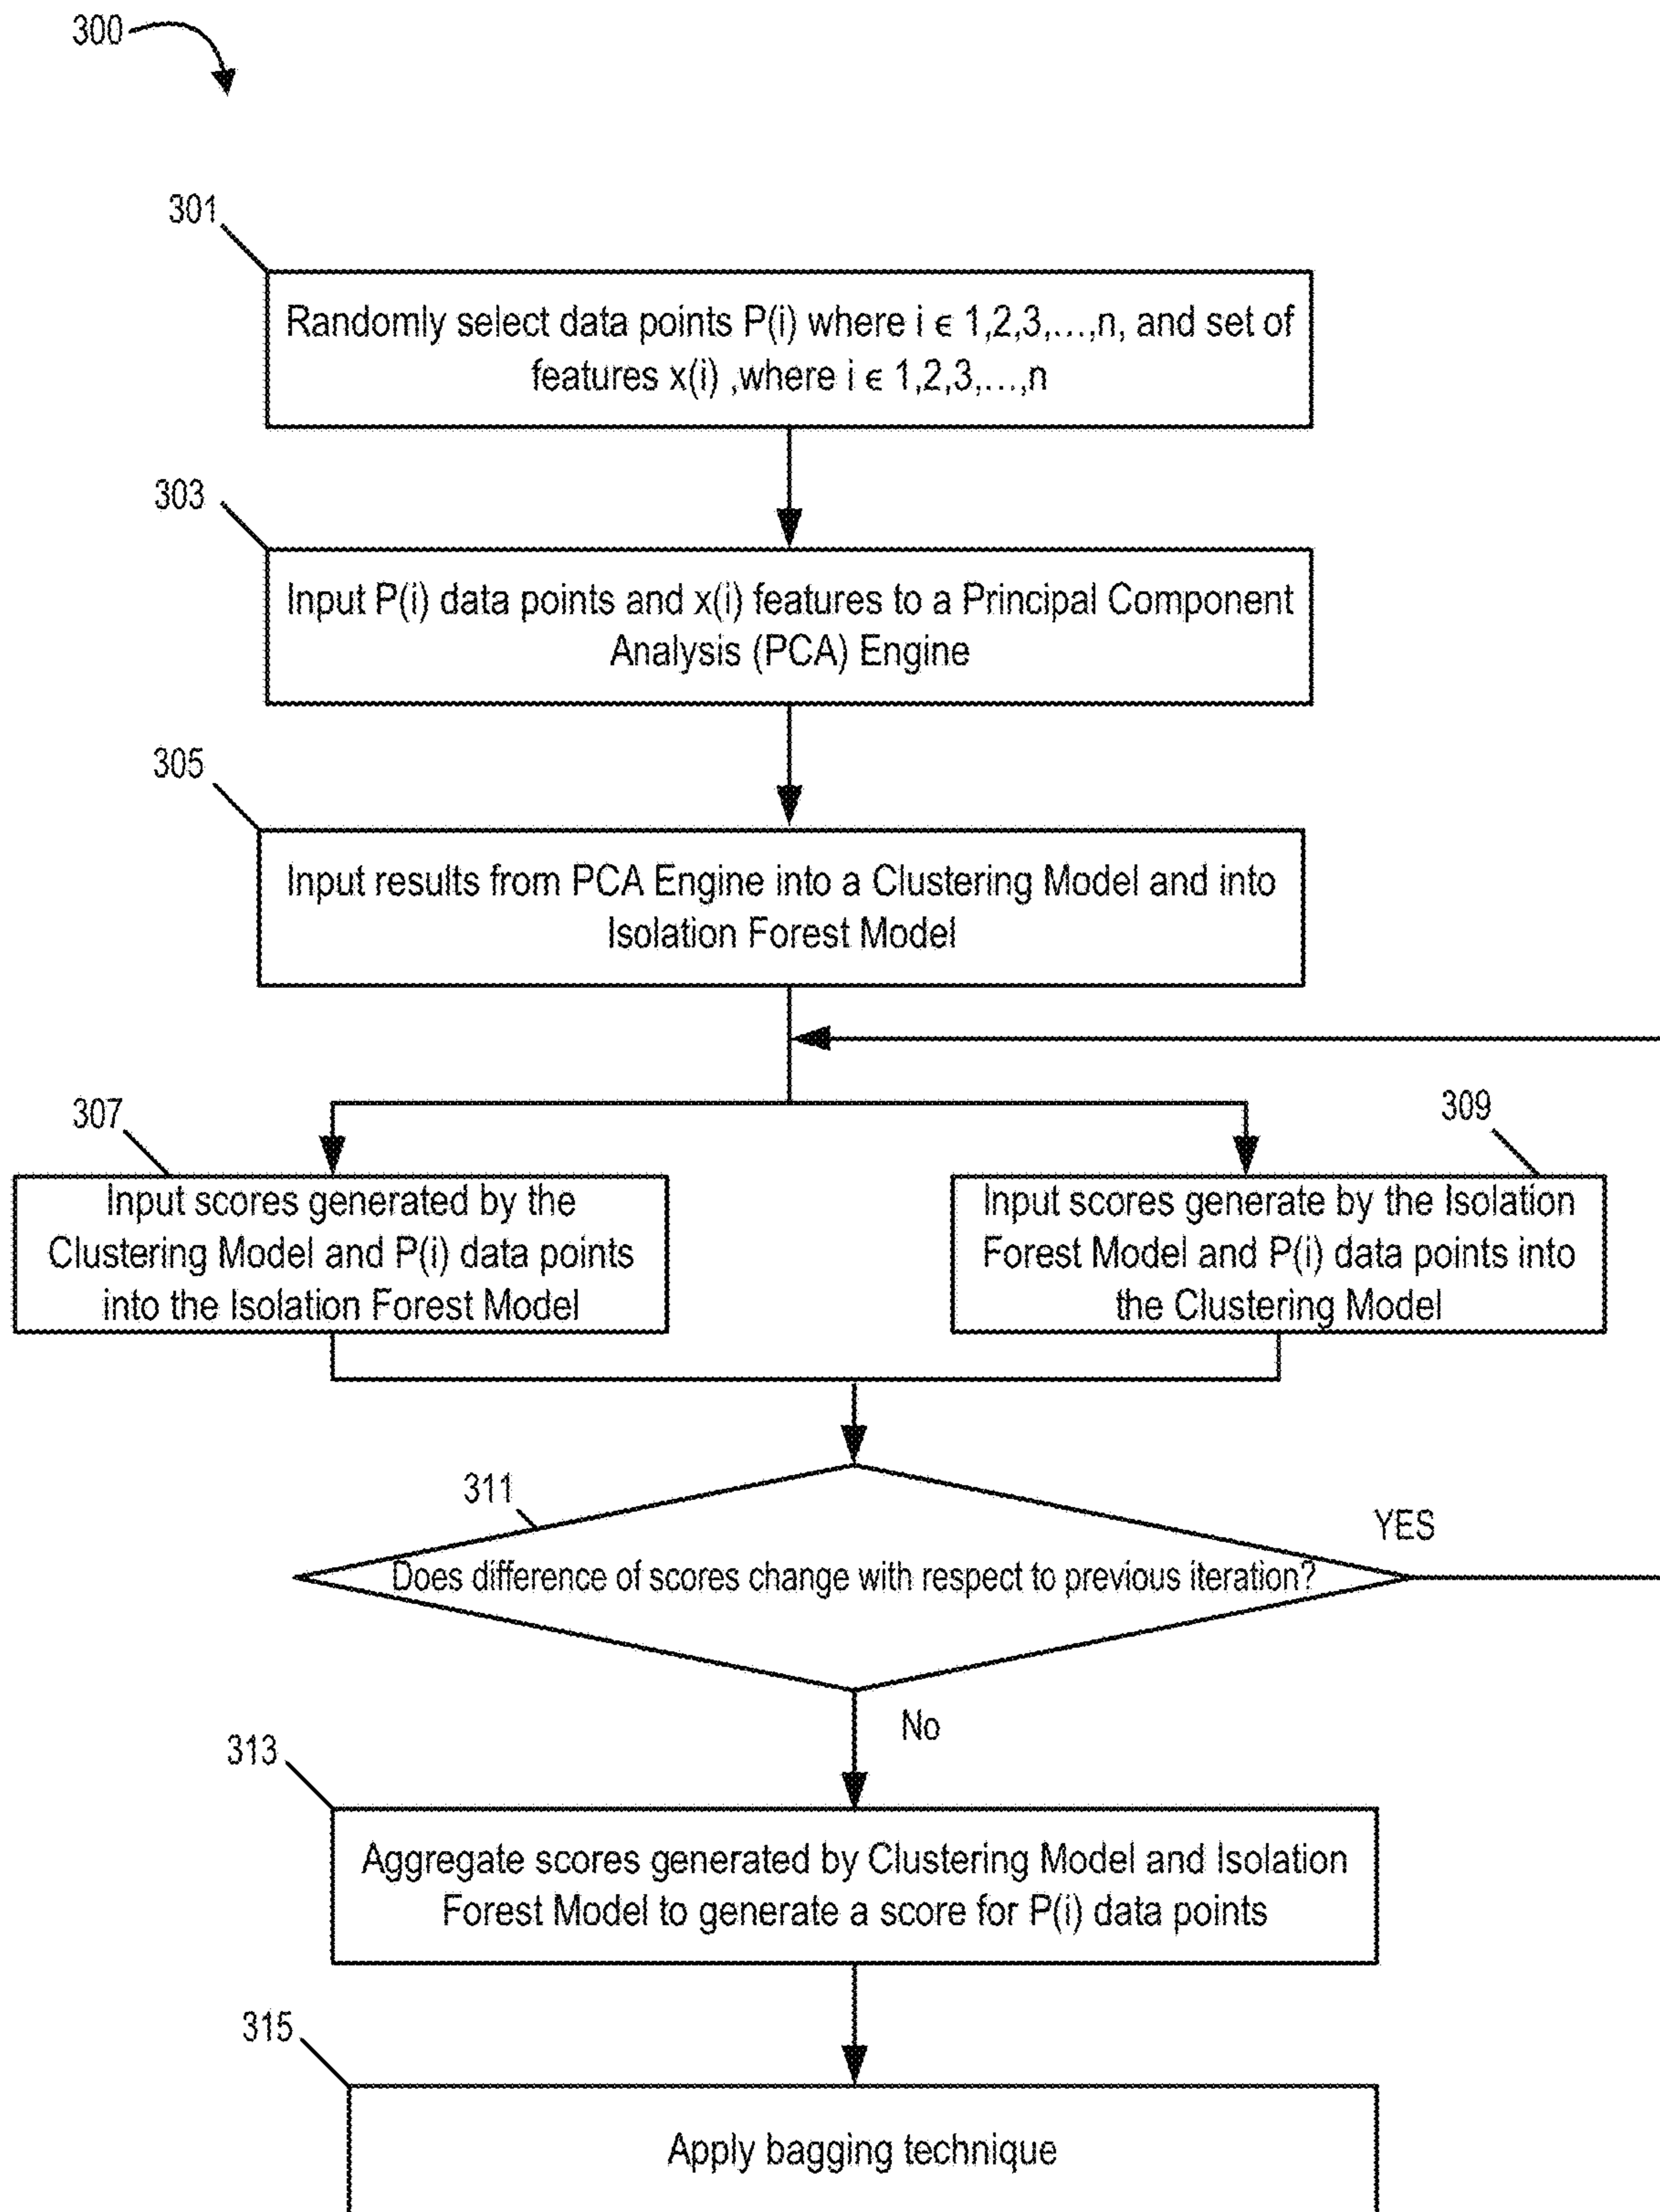 300
301
Randomly select data points P(i) where i ϵ 1,2,3,...,n, and set of
features x(i) ,where i ϵ 1,2,3,...,n
303
Input P(i) data points and x(i) features to a Principal Component
Analysis (PCA) Engine
305
Input results from PCA Engine into a Clustering Model and into
Isolation Forest Model
307
Input scores generated by the
Clustering Model and P(i) data points
into the Isolation Forest Model
309
Input scores generate by the Isolation
Forest Model and P(i) data points into
the Clustering Model
311
Does difference of scores change with respect to previous iteration?
YES
No
313
Aggregate scores generated by Clustering Model and Isolation
Forest Model to generate a score for P(i) data points
315
Apply bagging technique